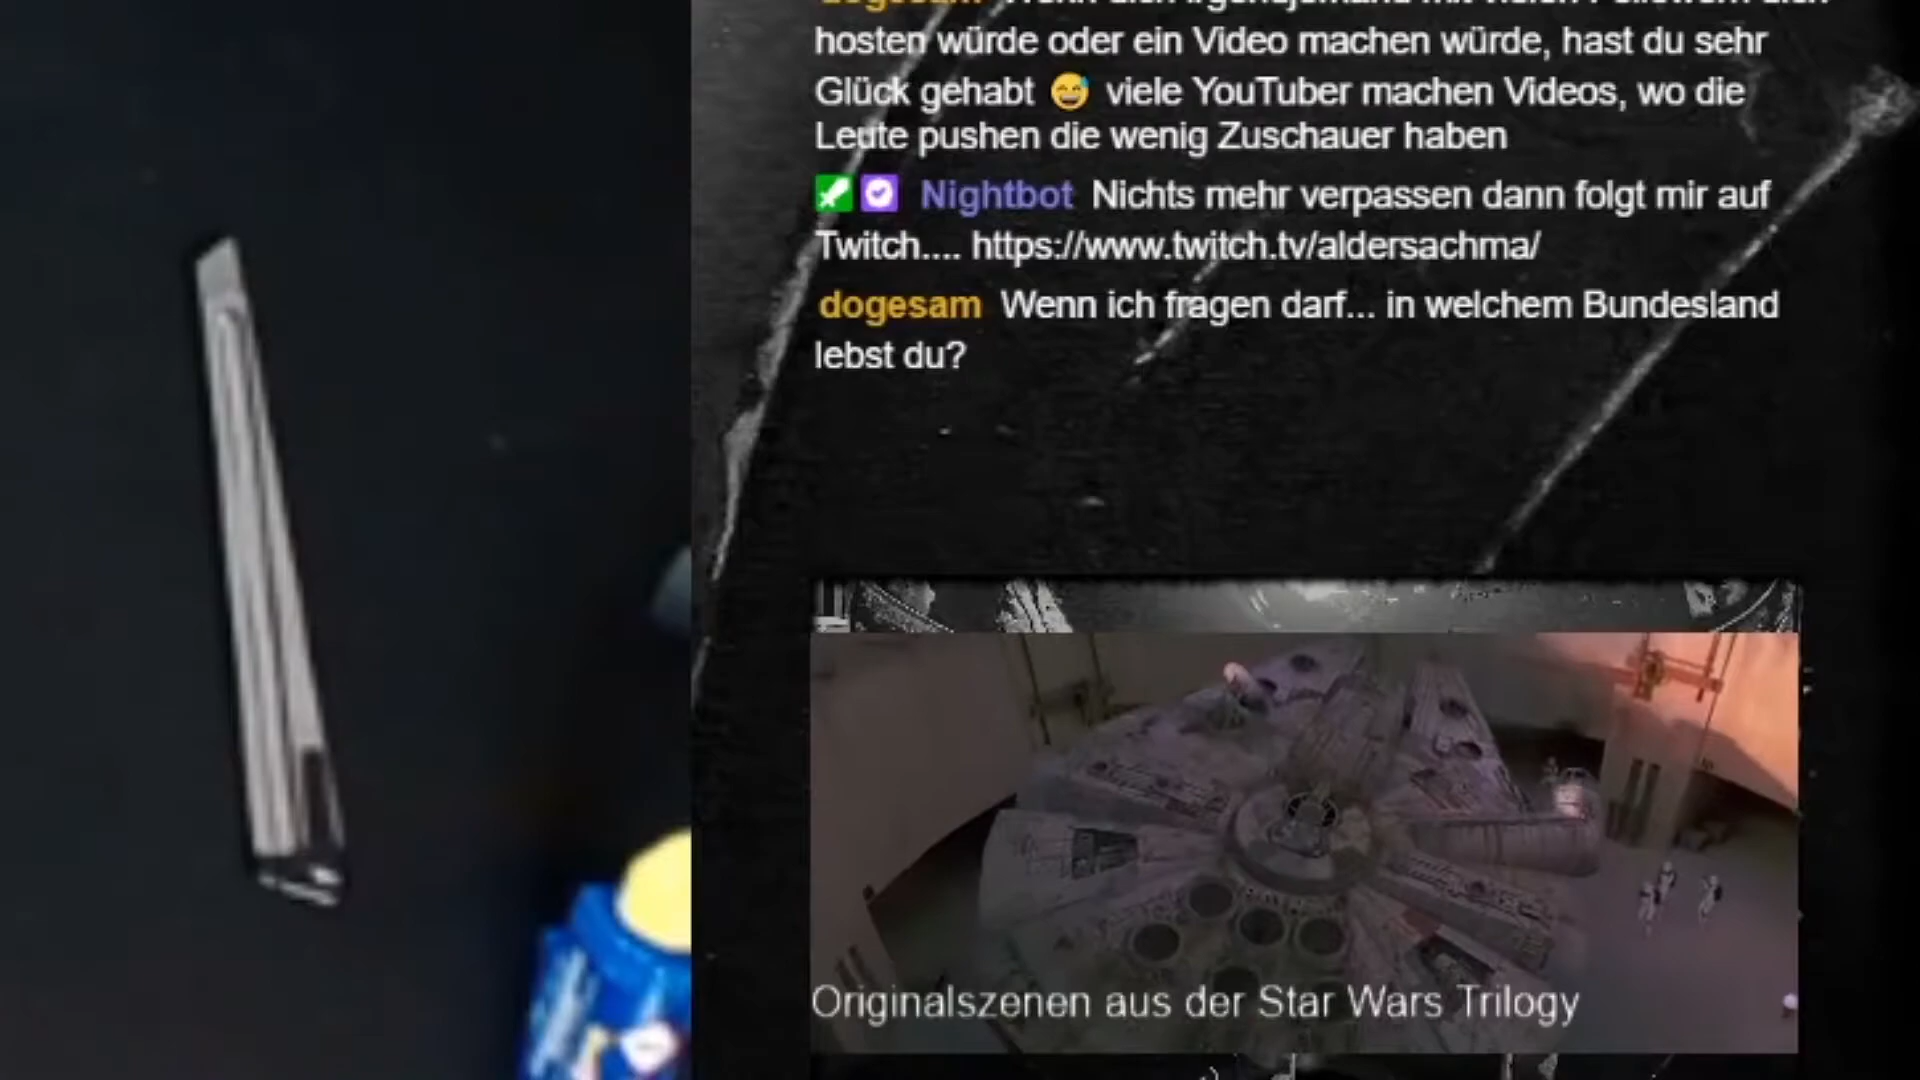 hosten würde oder ein Video machen würde, hast du sehr
Glück gehabt 😅 viele YouTuber machen Videos, wo die
Leute pushen die wenig Zuschauer haben
Nightbot Nichts mehr verpassen dann folgt mir auf
Twitch.... https://www.twitch.tv/aldersachma/
dogesam Wenn ich fragen darf... in welchem Bundesland
lebst du?
Originalszenen aus der Star Wars Trilogy